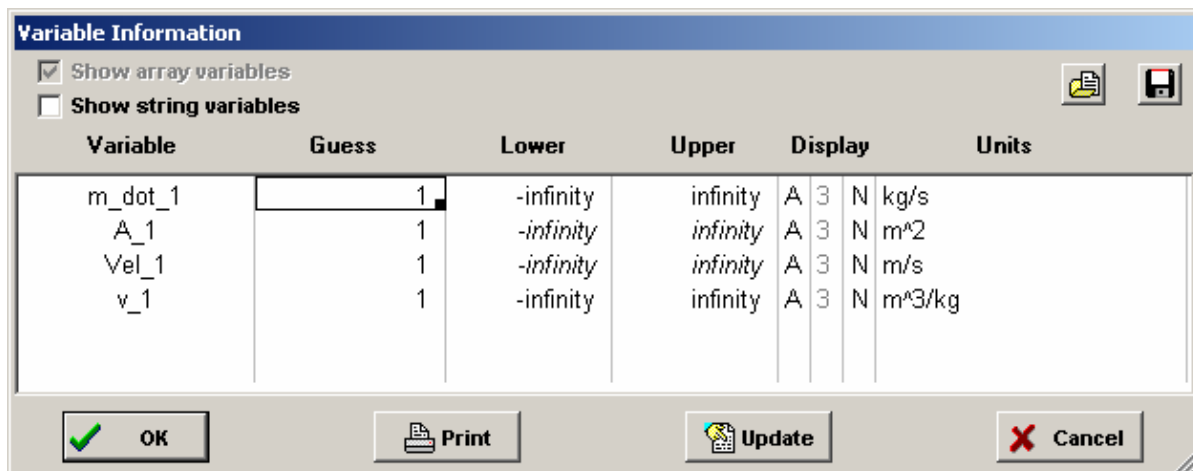 Variable Information
Show array variables
Show string variables
Variable Guess Lower Upper Display Units
m_dot_1 1 -infinity infinity A 3 N kg/s
A_1 1 -infinity infinity A 3 N m^2
Vel_1 1 -infinity infinity A 3 N m/s
v_1 1 -infinity infinity A 3 N m^3/kg
OK Print Update Cancel